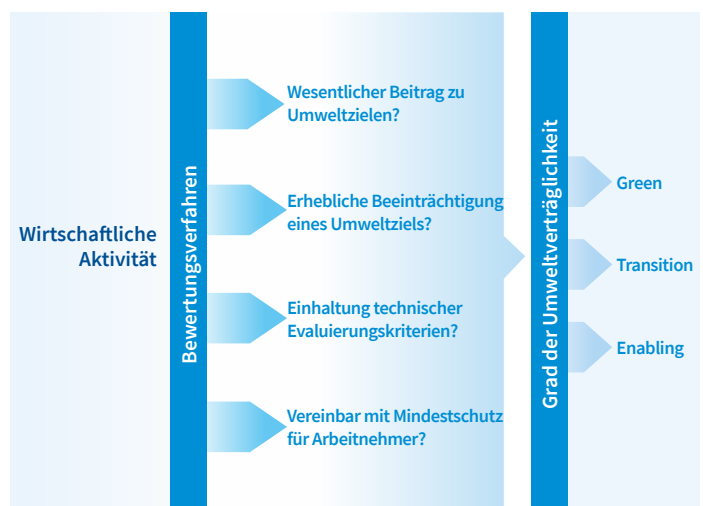 Wirtschaftliche
Aktivität
Bewertungsverfahren
Wesentlicher Beitrag zu
Umweltzielen?
Erhebliche Beeinträchtigung
eines Umweltziels?
Einhaltung technischer
Evaluierungskriterien?
Vereinbar mit Mindestschutz
für Arbeitnehmer?
Grad der Umweltverträglichkeit
Green
Transition
Enabling